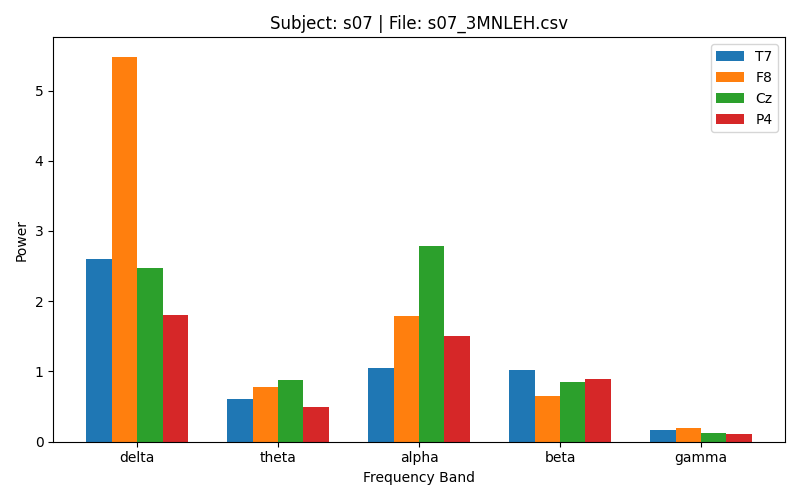 Subject: s07 | File: s07_3MNLEH.csv
T7
F8
Cz
P4
Power
5
4
3
2
1
0
delta theta alpha beta gamma
Frequency Band